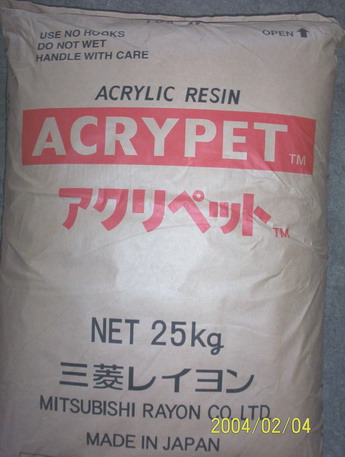 USE NO HOOKS
DO NOT WET
HANDLE WITH CARE
OPEN
ACRYLIC RESIN
ACRYPET TM
アクリペット TM
NET 25kg
三菱レイヨン
MITSUBISHI RAYON CO.LTD
2004/02/04
MADE IN JAPAN